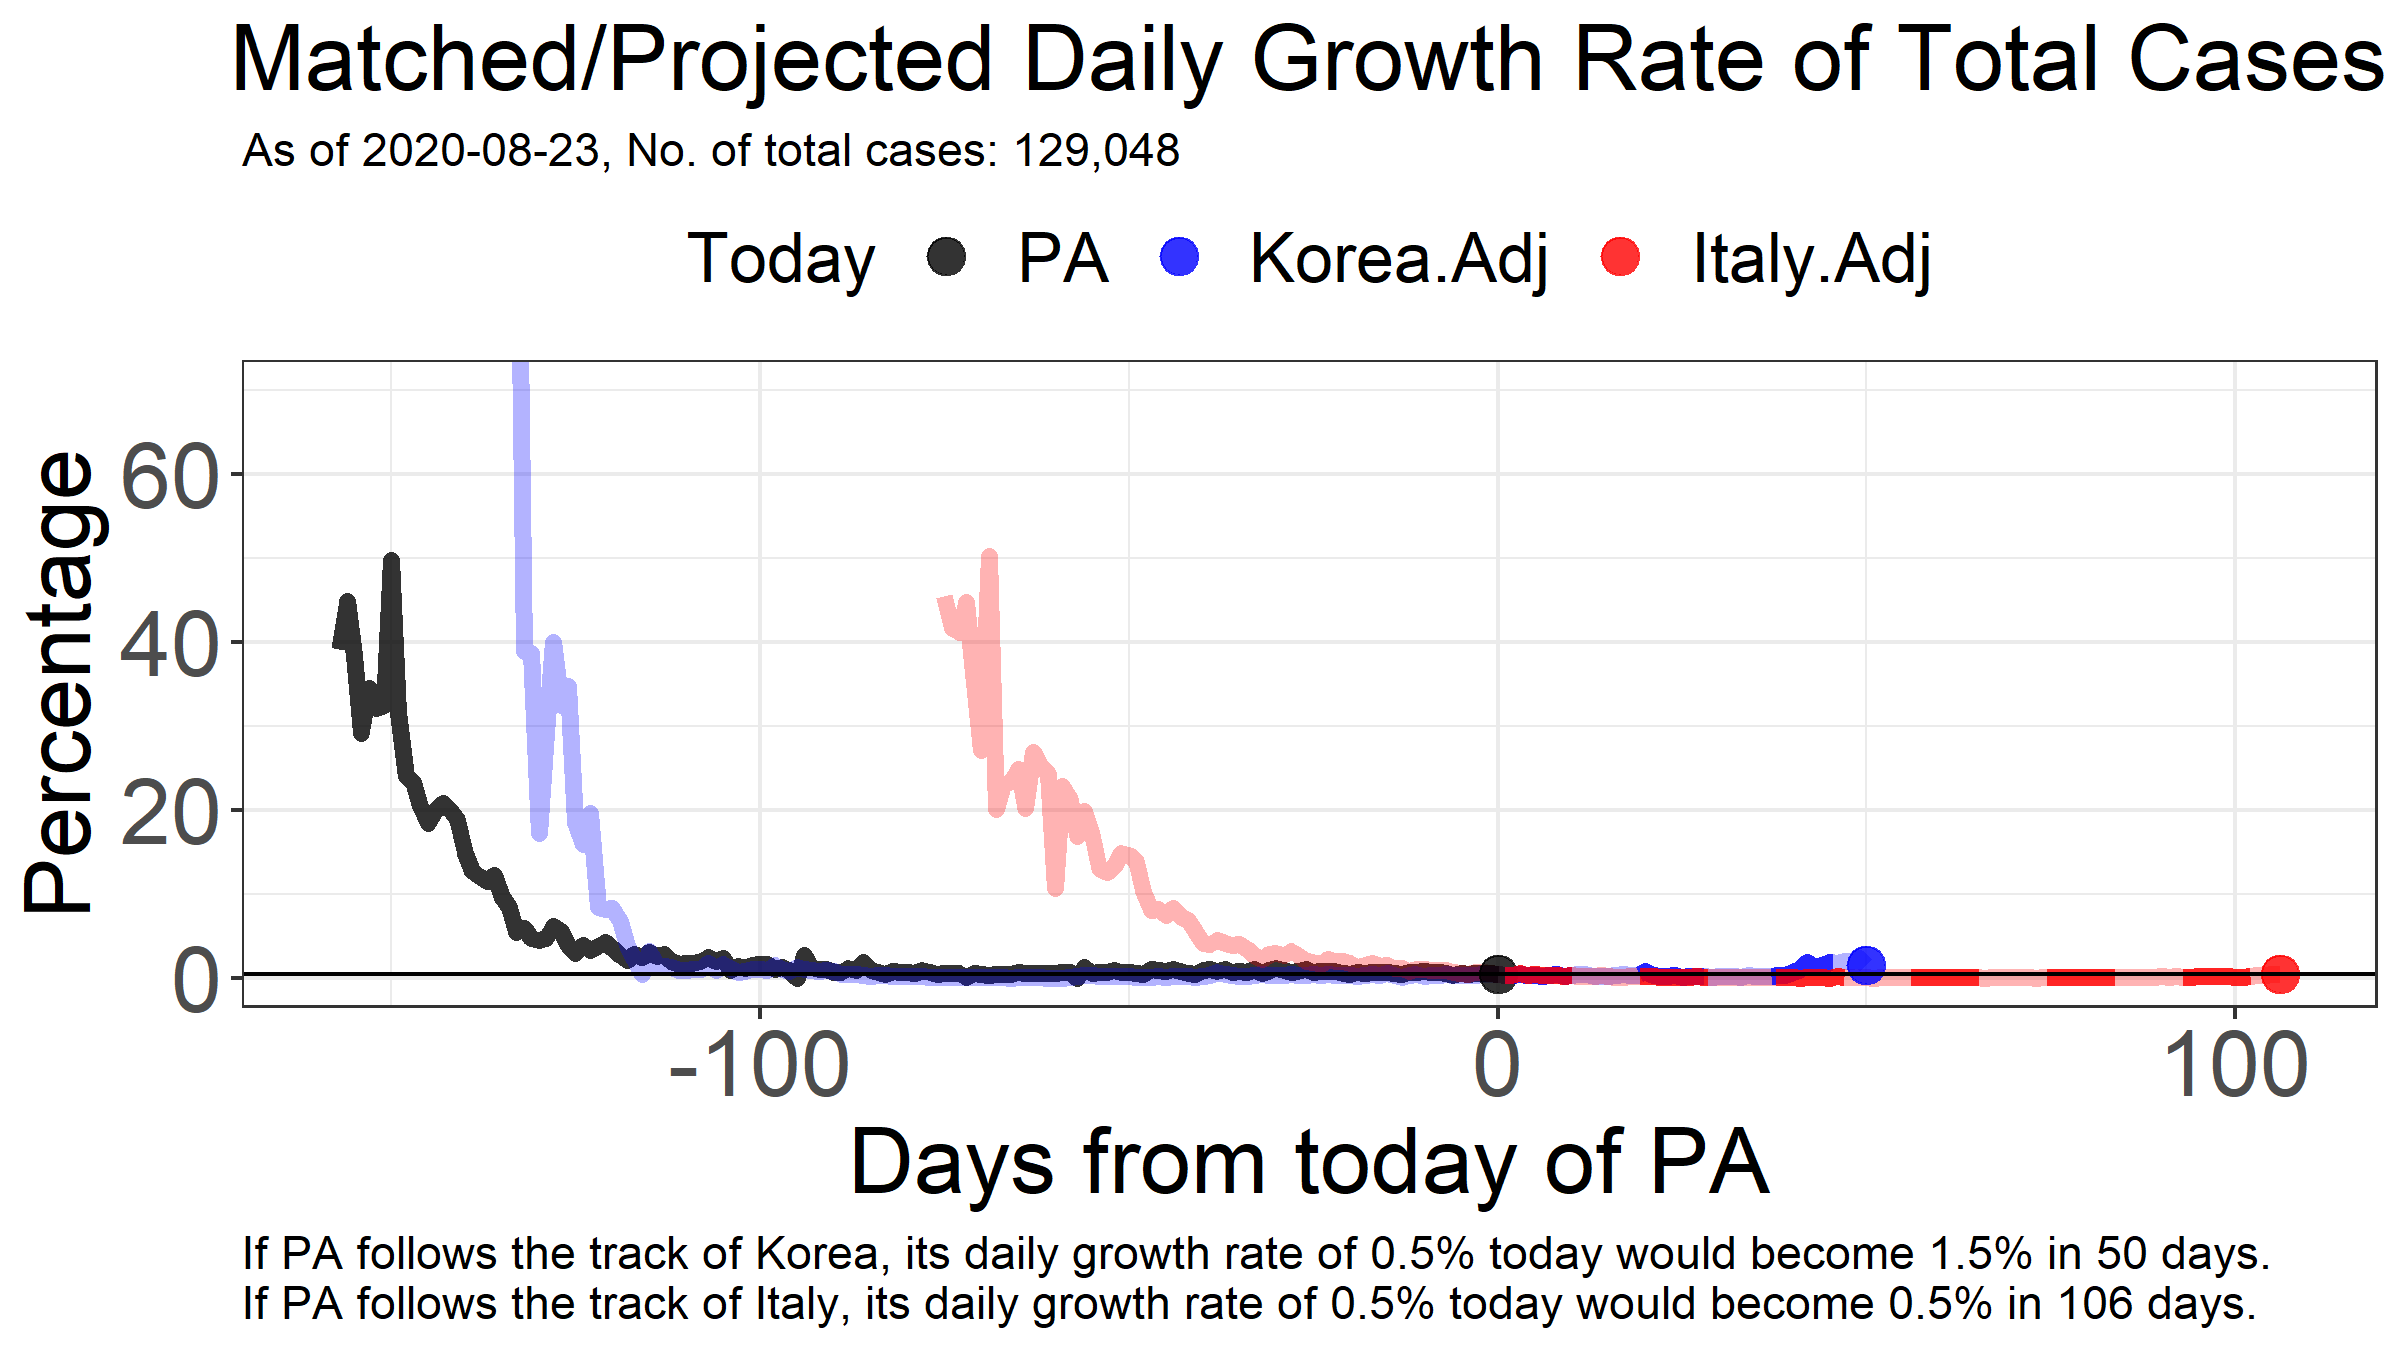 Matched/Projected Daily Growth Rate of Total Cases
As of 2020-08-23, No. of total cases: 129,048
Today PA Korea.Adj Italy.Adj
Percentage
60
40
20
0
-100 0 100
Days from today of PA
If PA follows the track of Korea, its daily growth rate of 0.5% today would become 1.5% in 50 days.
If PA follows the track of Italy, its daily growth rate of 0.5% today would become 0.5% in 106 days.